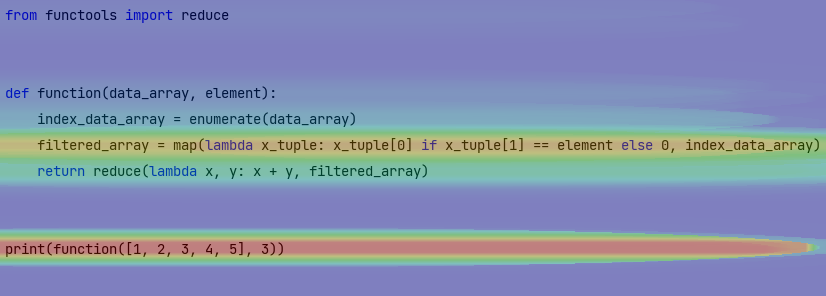 from functools import reduce
def function(data_array, element):
    index_data_array = enumerate(data_array)
    filtered_array = map(lambda x_tuple: x_tuple[0] if x_tuple[1] == element else 0, index_data_array)
    return reduce(lambda x, y: x + y, filtered_array)
print(function([1, 2, 3, 4, 5], 3))